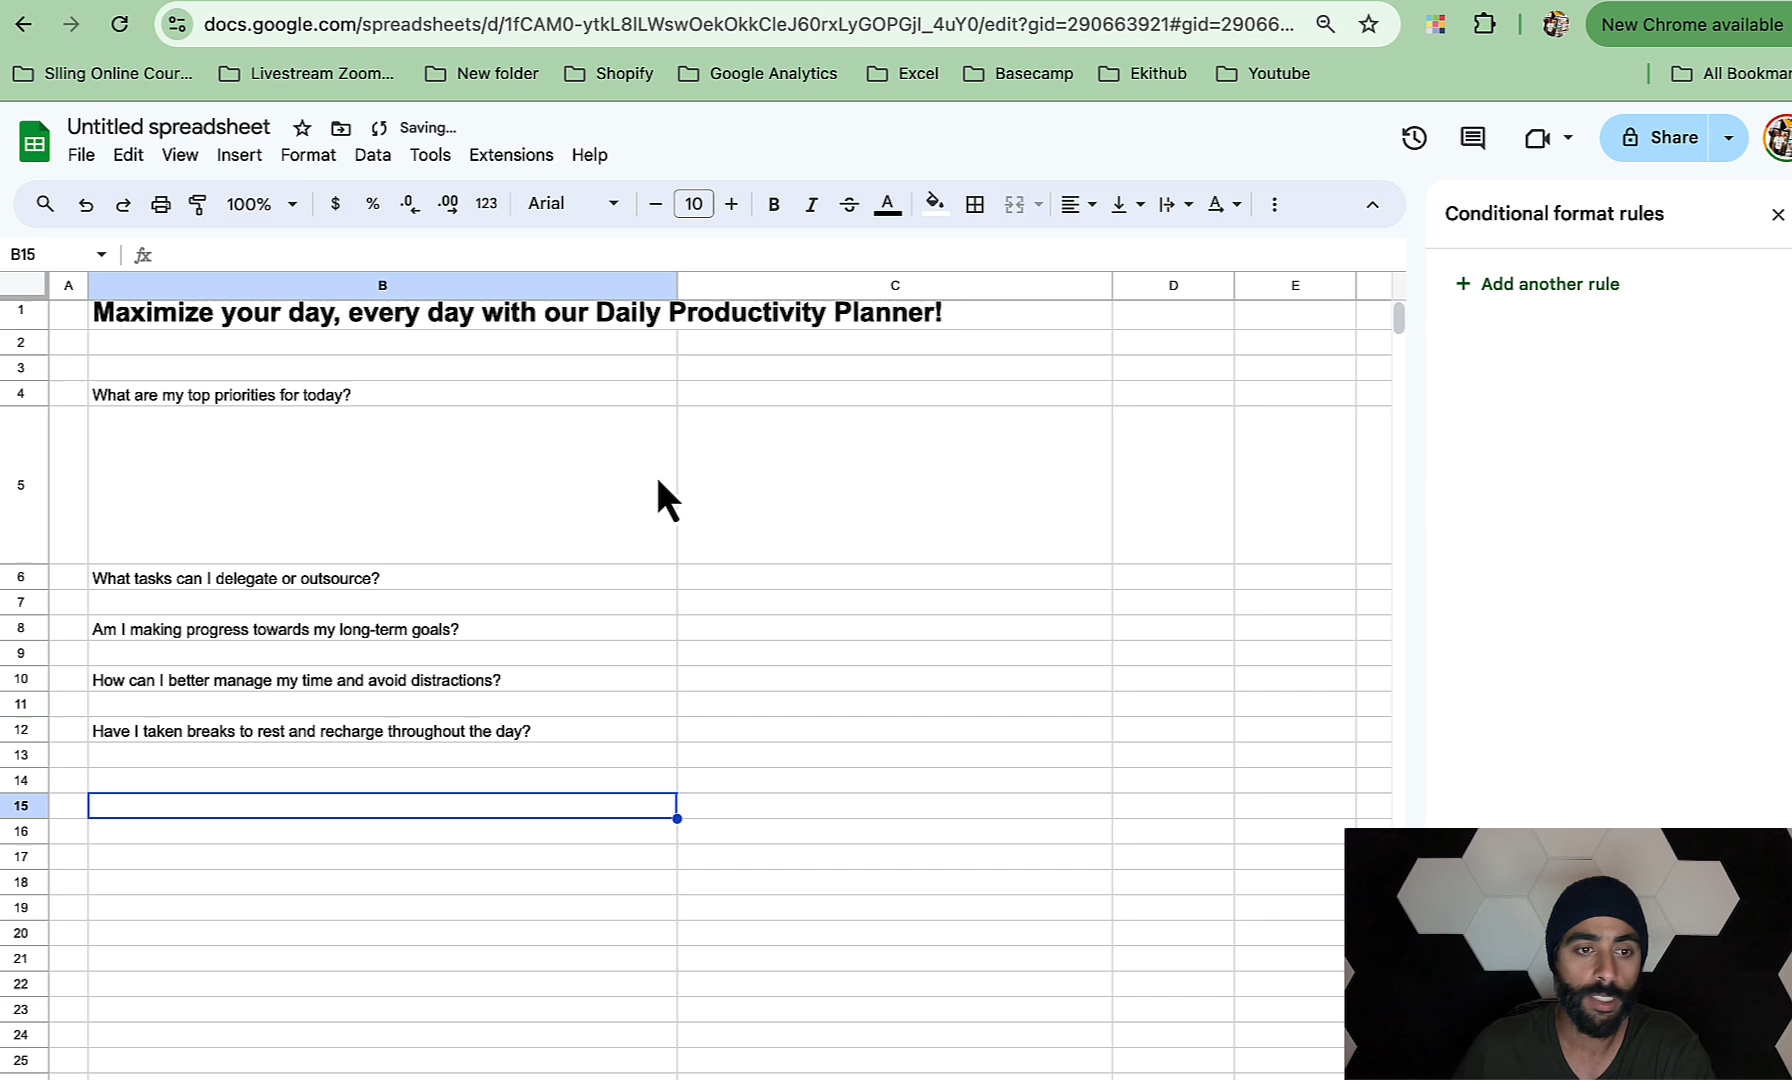 docs.google.com/spreadsheets/d/1fCAM0-ytkL8lLWswOekOkkCleJ60rxLyGOPGjl_4uY0/edit?gid=290663921#gid=29066...
New Chrome available
Slling Online Cour...
Livestream Zoom...
New folder
Shopify
Google Analytics
Excel
Basecamp
Ekithub
Youtube
All Bookmar
Untitled spreadsheet
Saving...
File Edit View Insert Format Data Tools Extensions Help
Share
100% $ % .0 .00 123 Arial 10 B I S A A
Conditional format rules
B15 fx
Add another rule
A B C D E
1 Maximize your day, every day with our Daily Productivity Planner!
2
3
4 What are my top priorities for today?
5
6 What tasks can I delegate or outsource?
7
8 Am I making progress towards my long-term goals?
9
10 How can I better manage my time and avoid distractions?
11
12 Have I taken breaks to rest and recharge throughout the day?
13
14
15
16
17
18
19
20
21
22
23
24
25